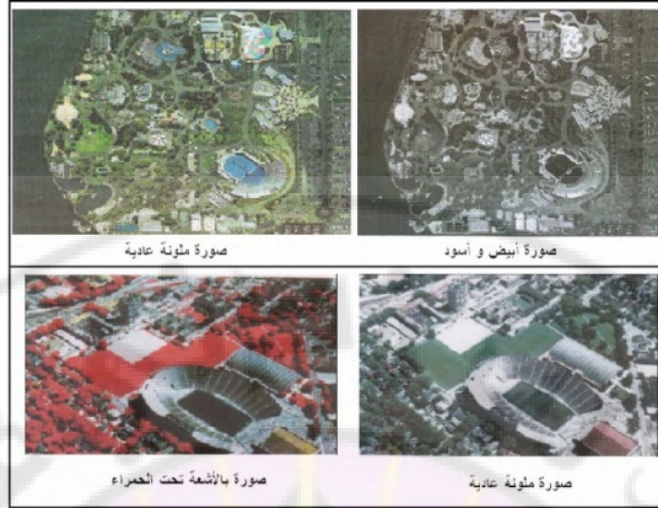 صورة أبيض و أسود
صورة ملونة عادية
صورة ملونة عادية
صورة بالأشعة تحت الحمراء